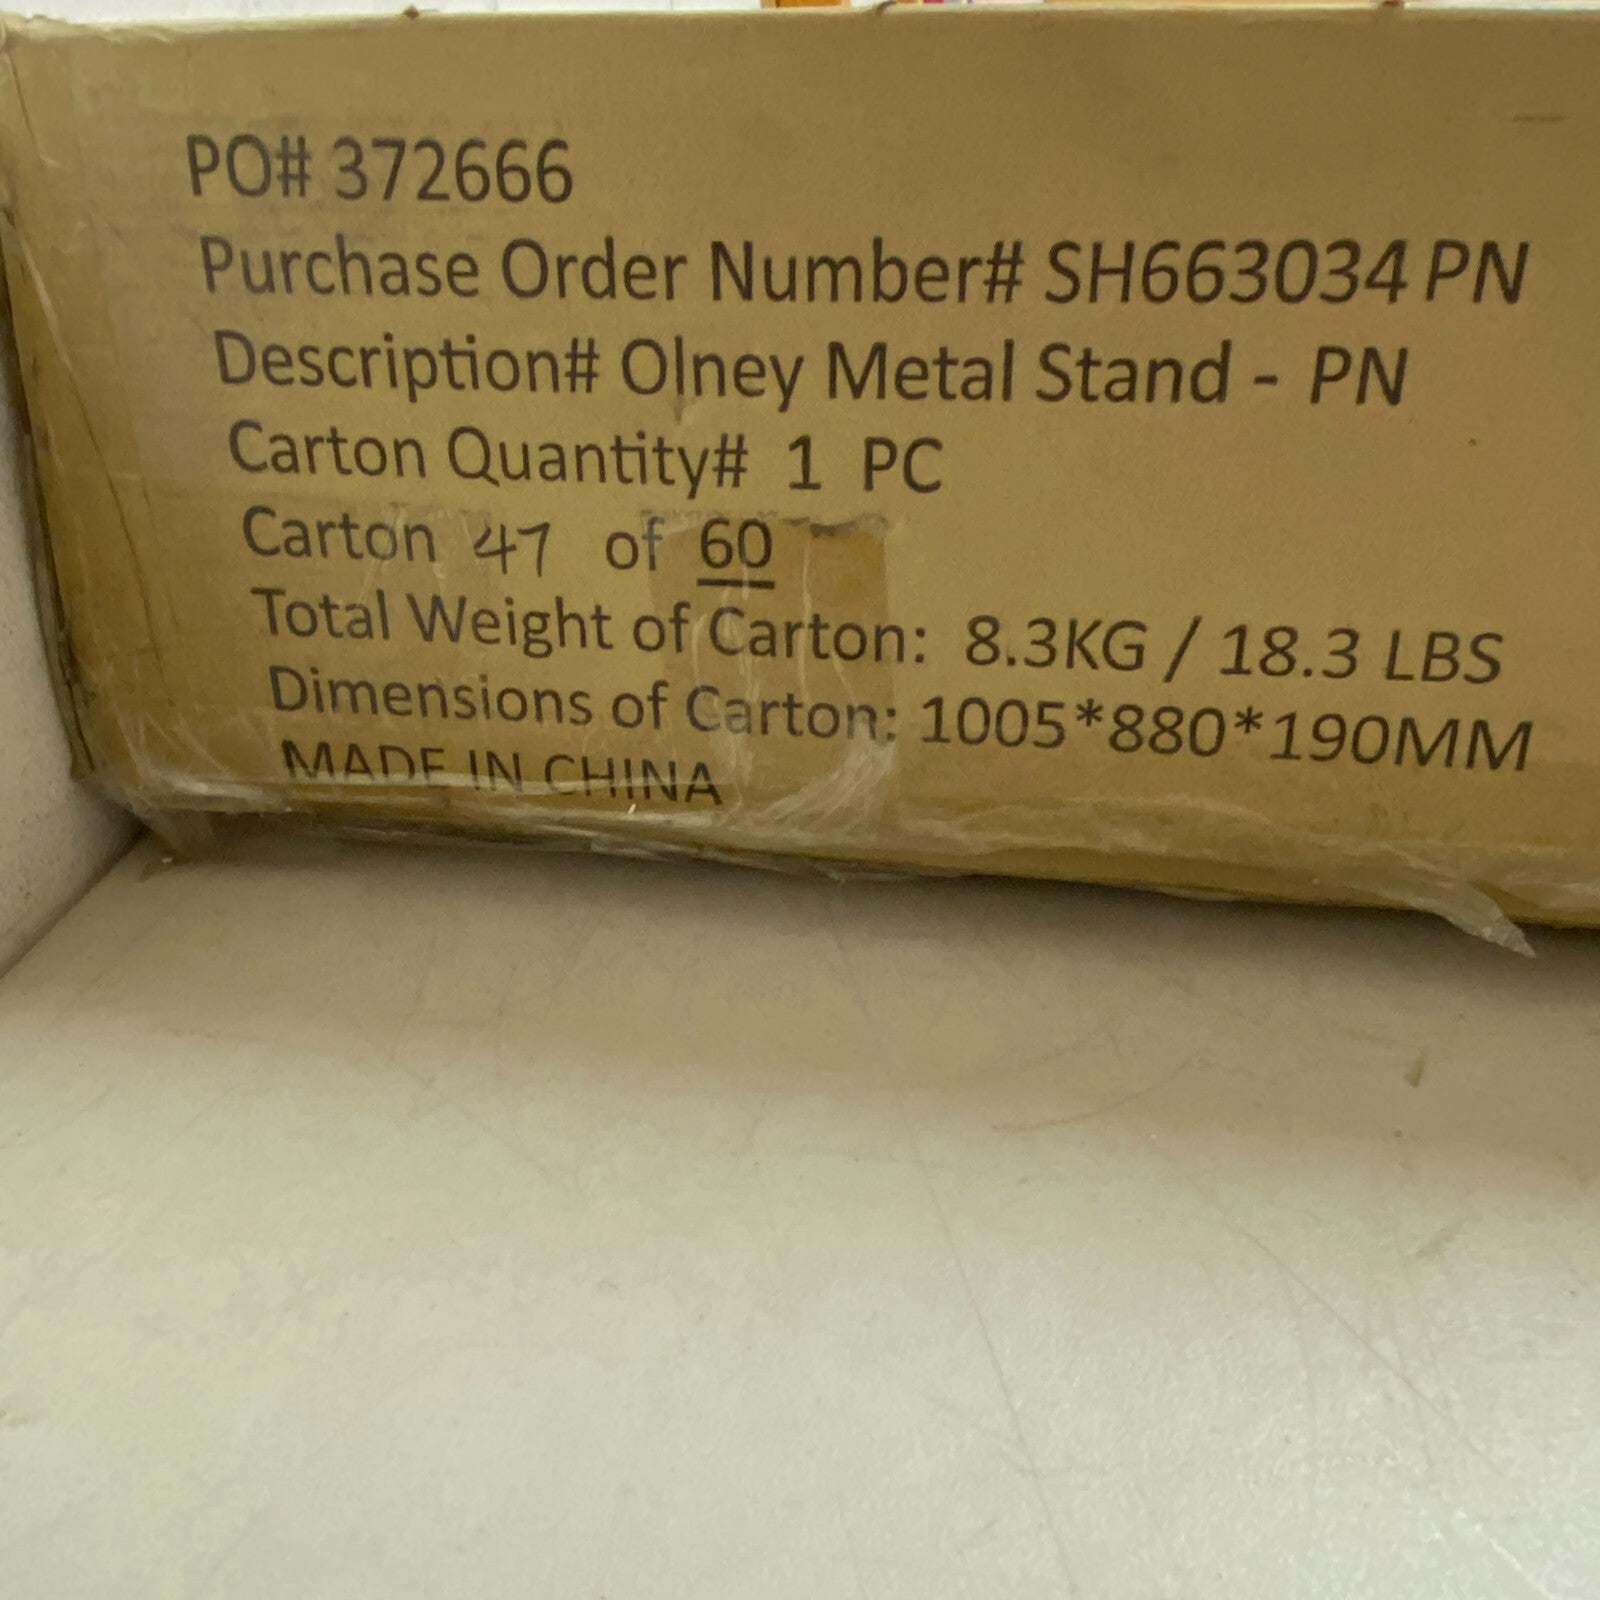 PO# 372666
Purchase Order Number# SH663034 PN
Description# Olney Metal Stand - PN
Carton Quantity# 1 PC
Carton 47 of 60
Total Weight of Carton: 8.3KG / 18.3 LBS
Dimensions of Carton: 1005*880*190MM
MADE IN CHINA